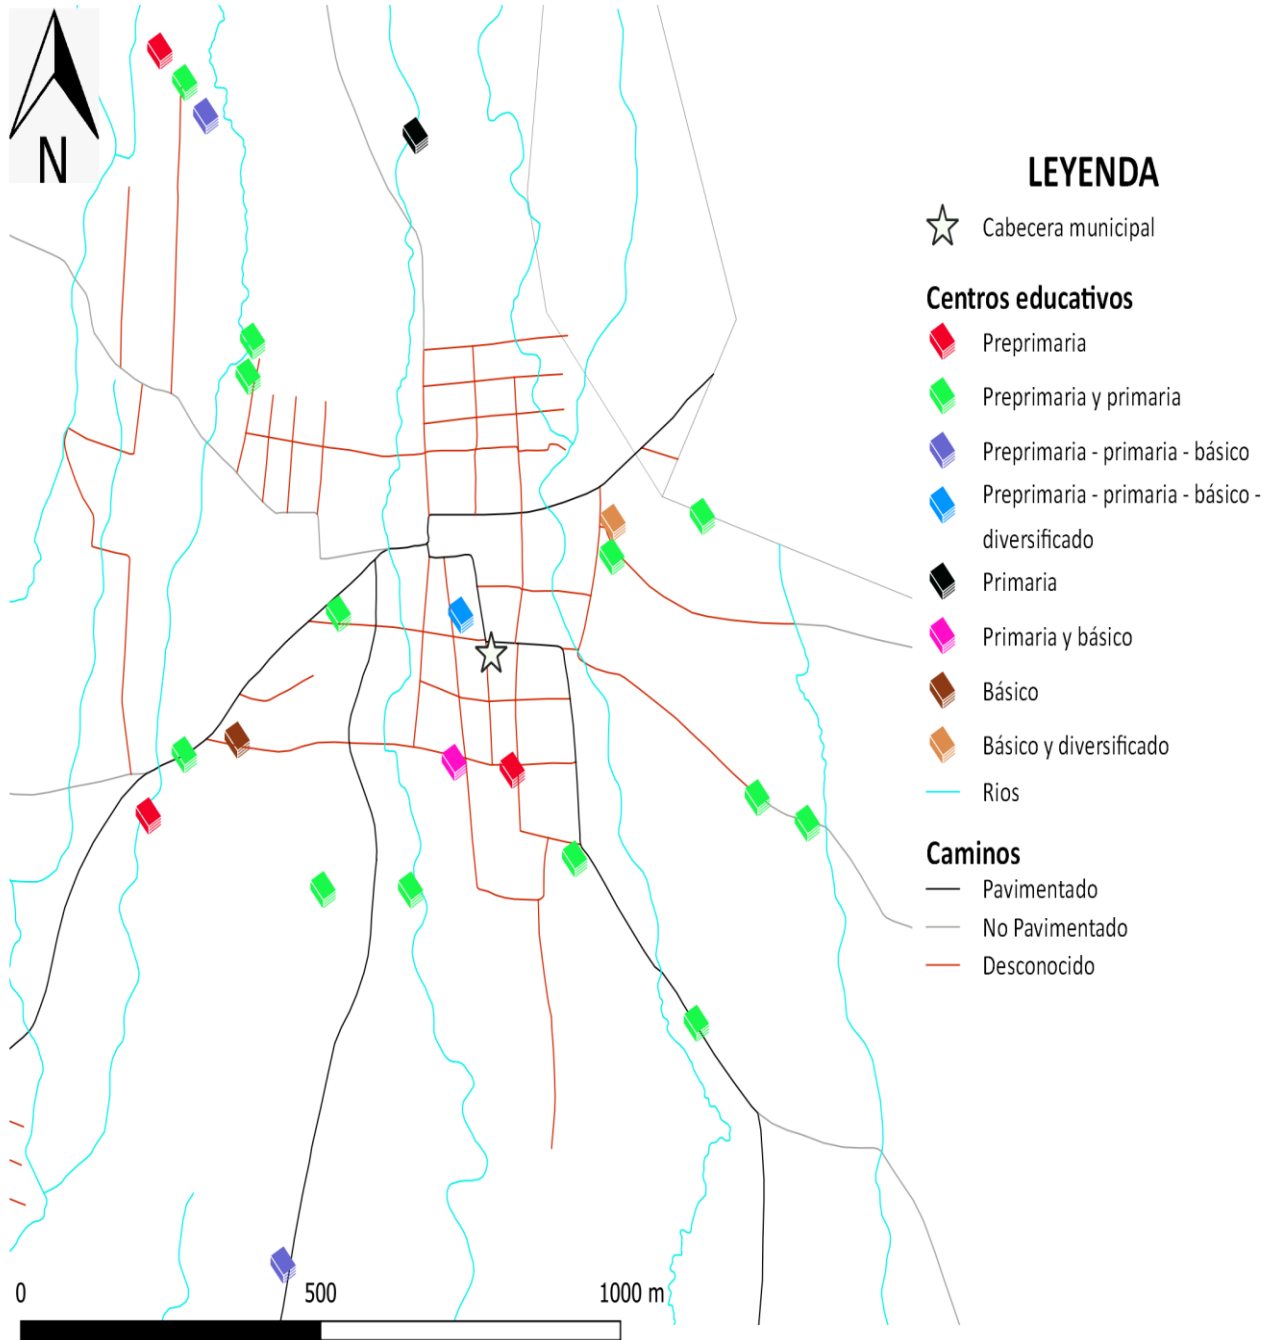 N
LEYENDA
Cabecera municipal
Centros educativos
Preprimaria
Preprimaria y primaria
Preprimaria - primaria - básico
Preprimaria - primaria - básico -
diversificado
Primaria
Primaria y básico
Básico
Básico y diversificado
Rios
Caminos
Pavimentado
No Pavimentado
Desconocido
0 500 1000 m